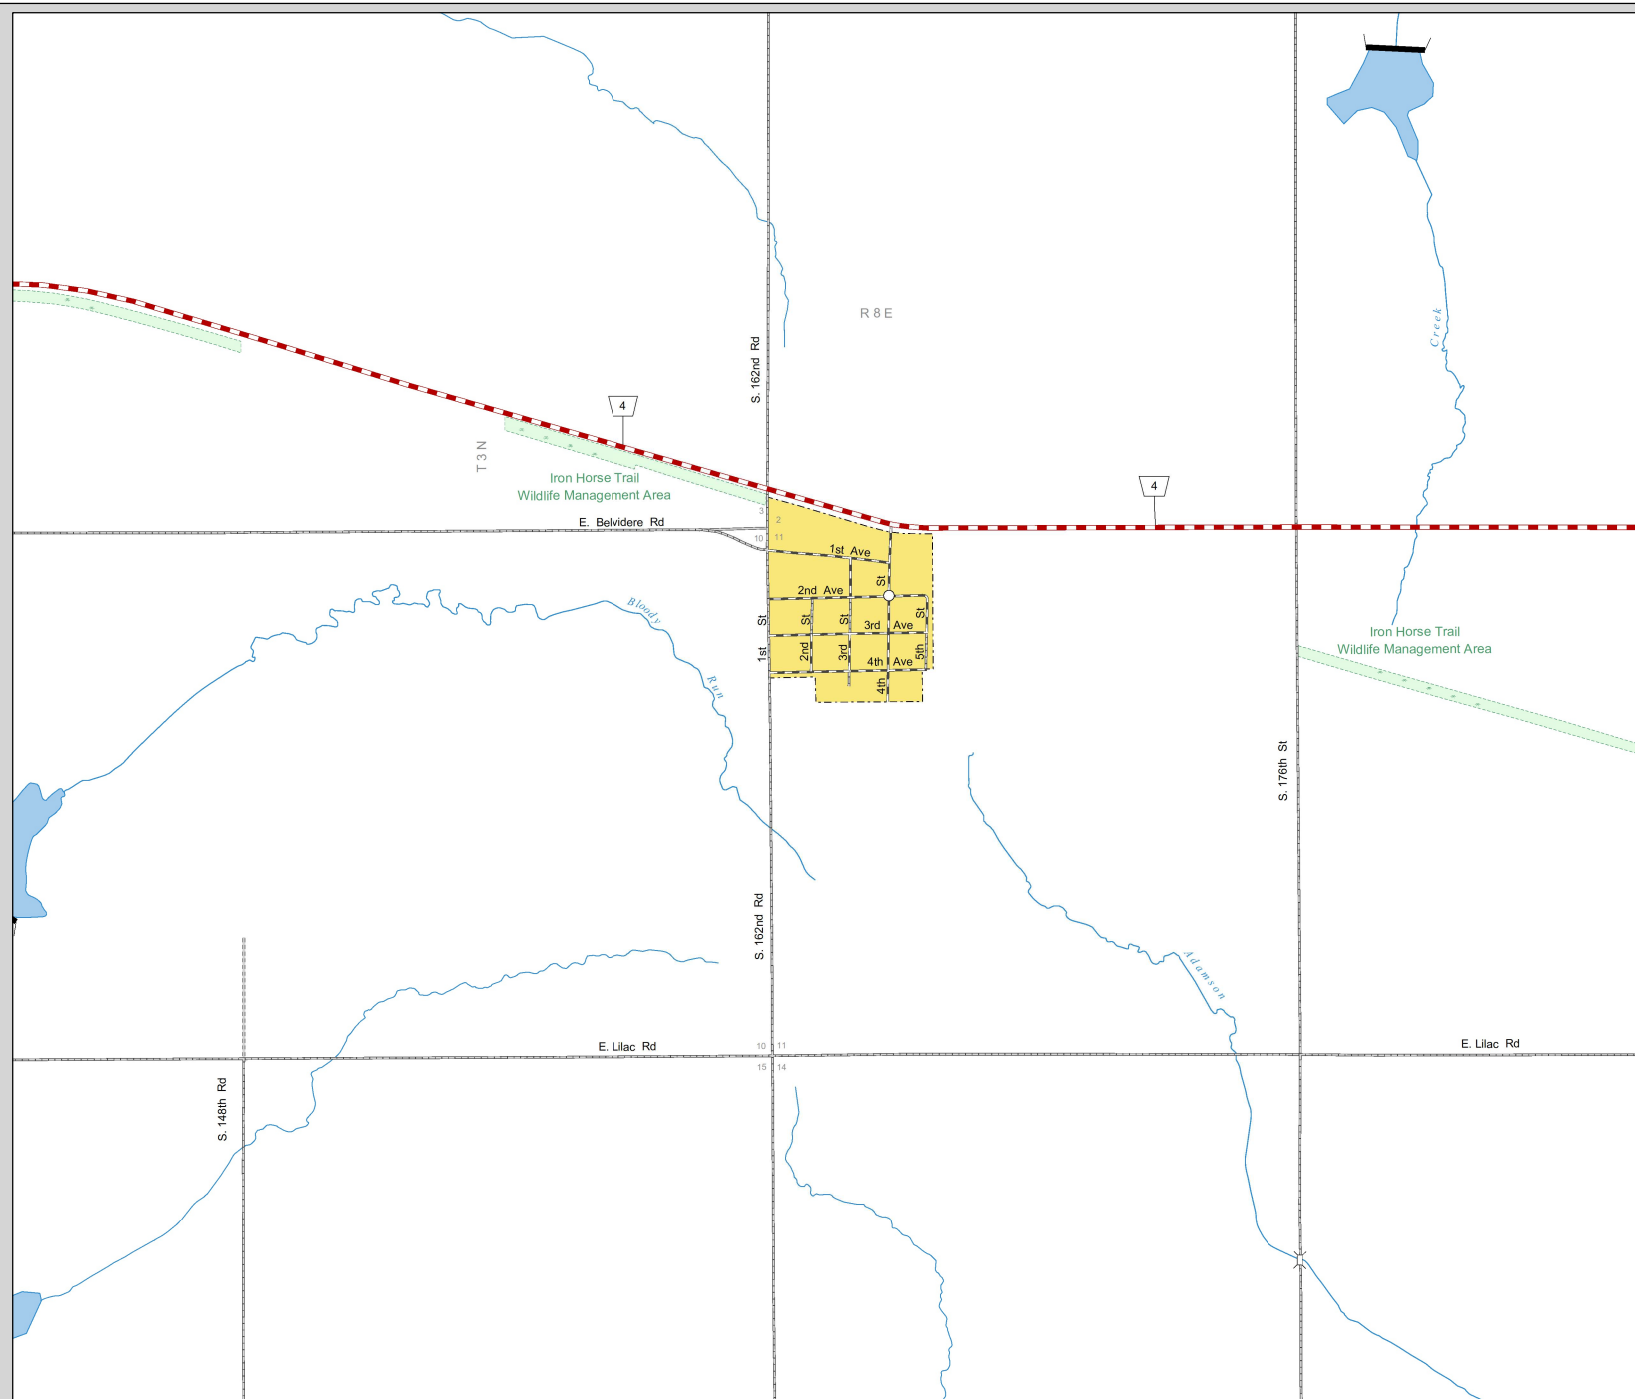 R 8 E
Creek
S. 162nd Rd
4
T 3 N
Iron Horse Trail
Wildlife Management Area
4
3
2
E. Belvidere Rd
10
11
1st Ave
St
2nd Ave
St
St
St
St
3rd Ave
1st
2nd
3rd
5th
4th Ave
4th
Bloody
Run
Iron Horse Trail
Wildlife Management Area
S. 176th St
S. 162nd Rd
Adamson
E. Lilac Rd
10
11
E. Lilac Rd
15
14
S. 148th Rd